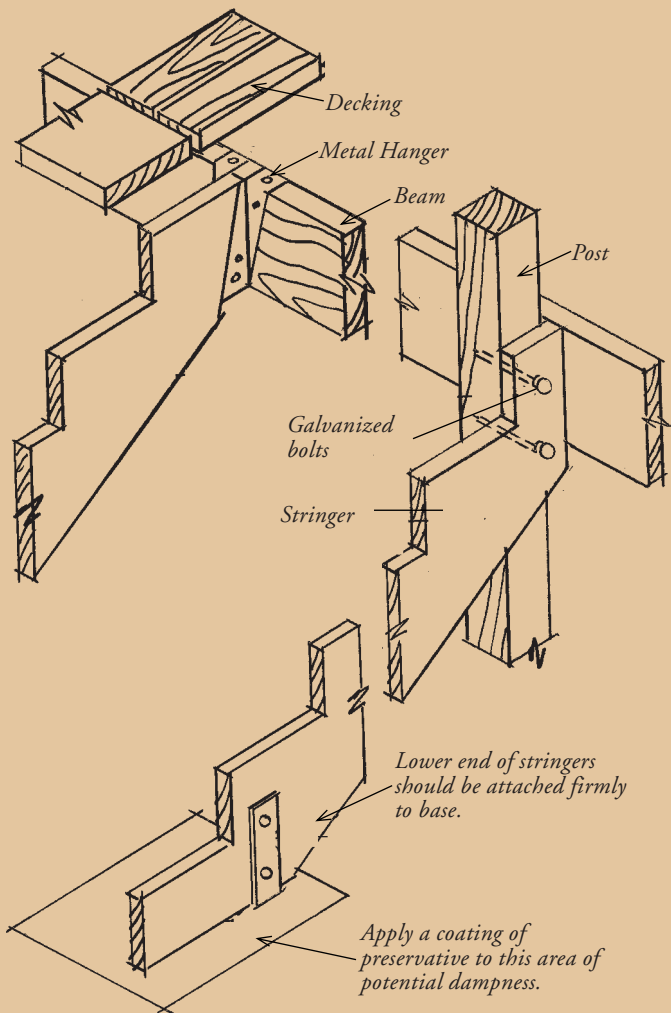 Decking
Metal Hanger
Beam
Post
Galvanized
bolts
Stringer
Lower end of stringers
should be attached firmly
to base.
Apply a coating of
preservative to this area of
potential dampness.